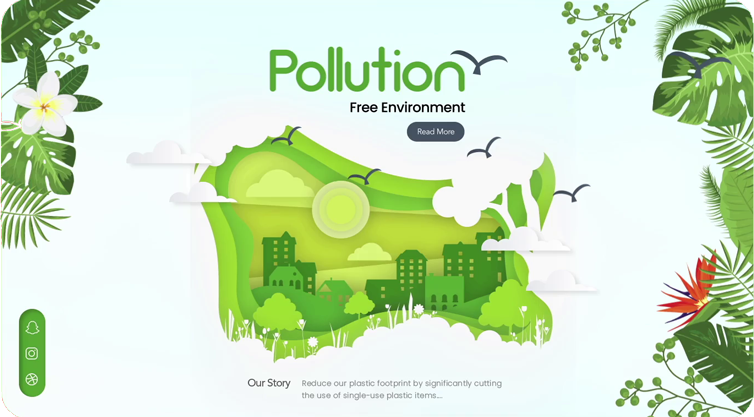 Pollution
Free Environment
Read More
Our Story
Reduce our plastic footprint by significantly cutting
the use of single-use plastic items...